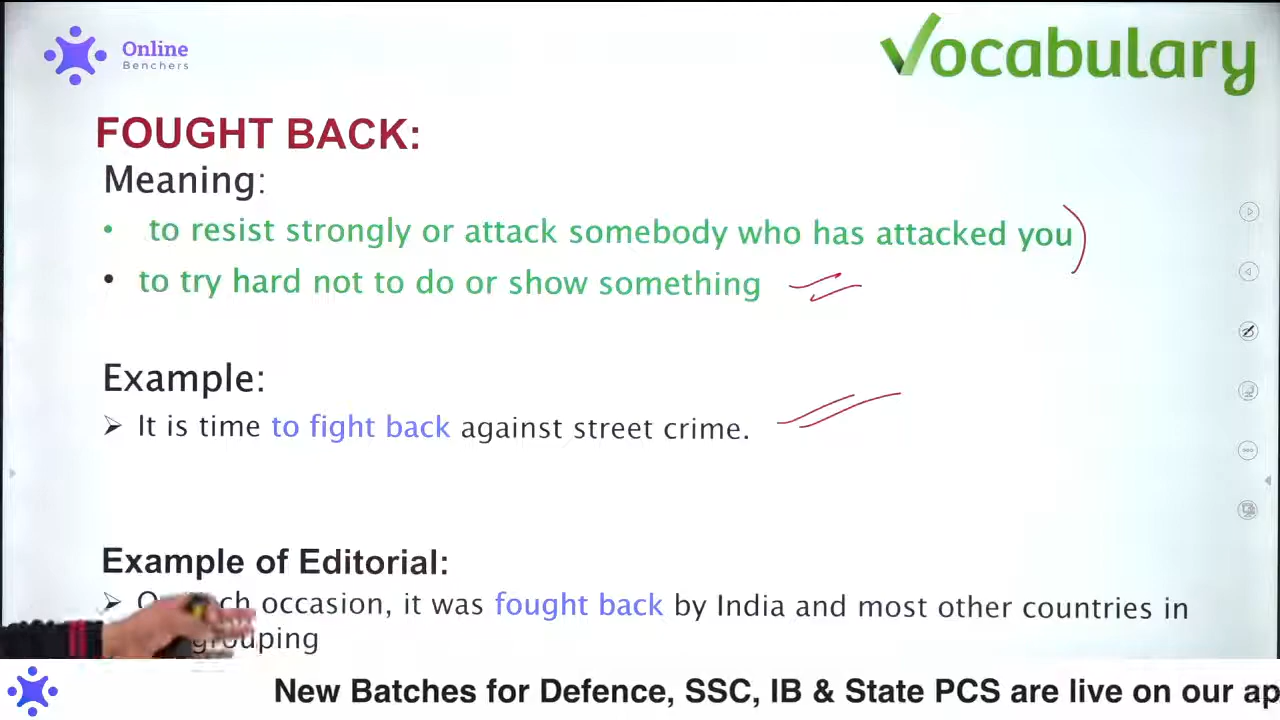 Online
Benchers
Vocabulary
FOUGHT BACK:
Meaning:
• to resist strongly or attack somebody who has attacked you
• to try hard not to do or show something
Example:
➢ It is time to fight back against street crime.
Example of Editorial:
➢ occasion, it was fought back by India and most other countries in
grouping
New Batches for Defence, SSC, IB & State PCS are live on our ap